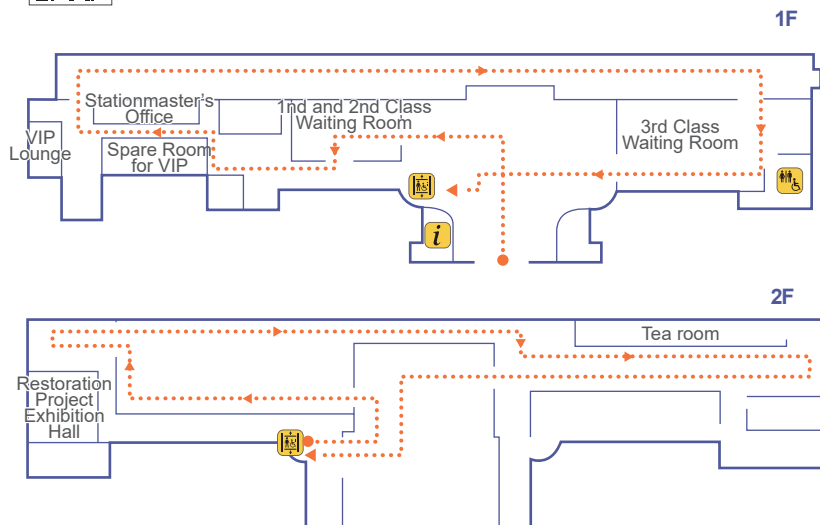 1F
Stationmaster's
Office
1nd and 2nd Class
Waiting Room
3rd Class
Waiting Room
VIP
Lounge
Spare Room
for VIP
i
2F
Tea room
Restoration
Project
Exhibition
Hall